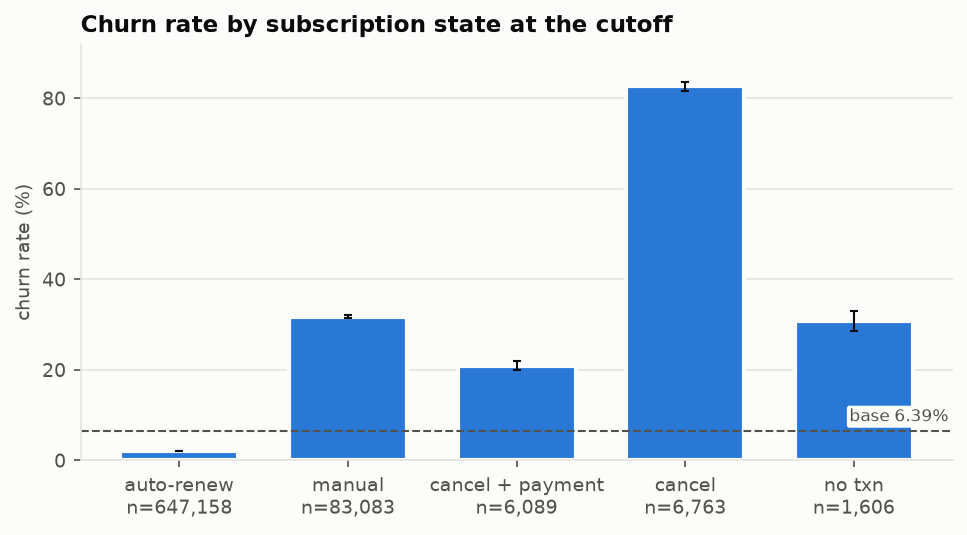 Churn rate by subscription state at the cutoff
churn rate (%)
80
60
40
20
0
base 6.39%
auto-renew
n=647,158
manual
n=83,083
cancel + payment
n=6,089
cancel
n=6,763
no txn
n=1,606